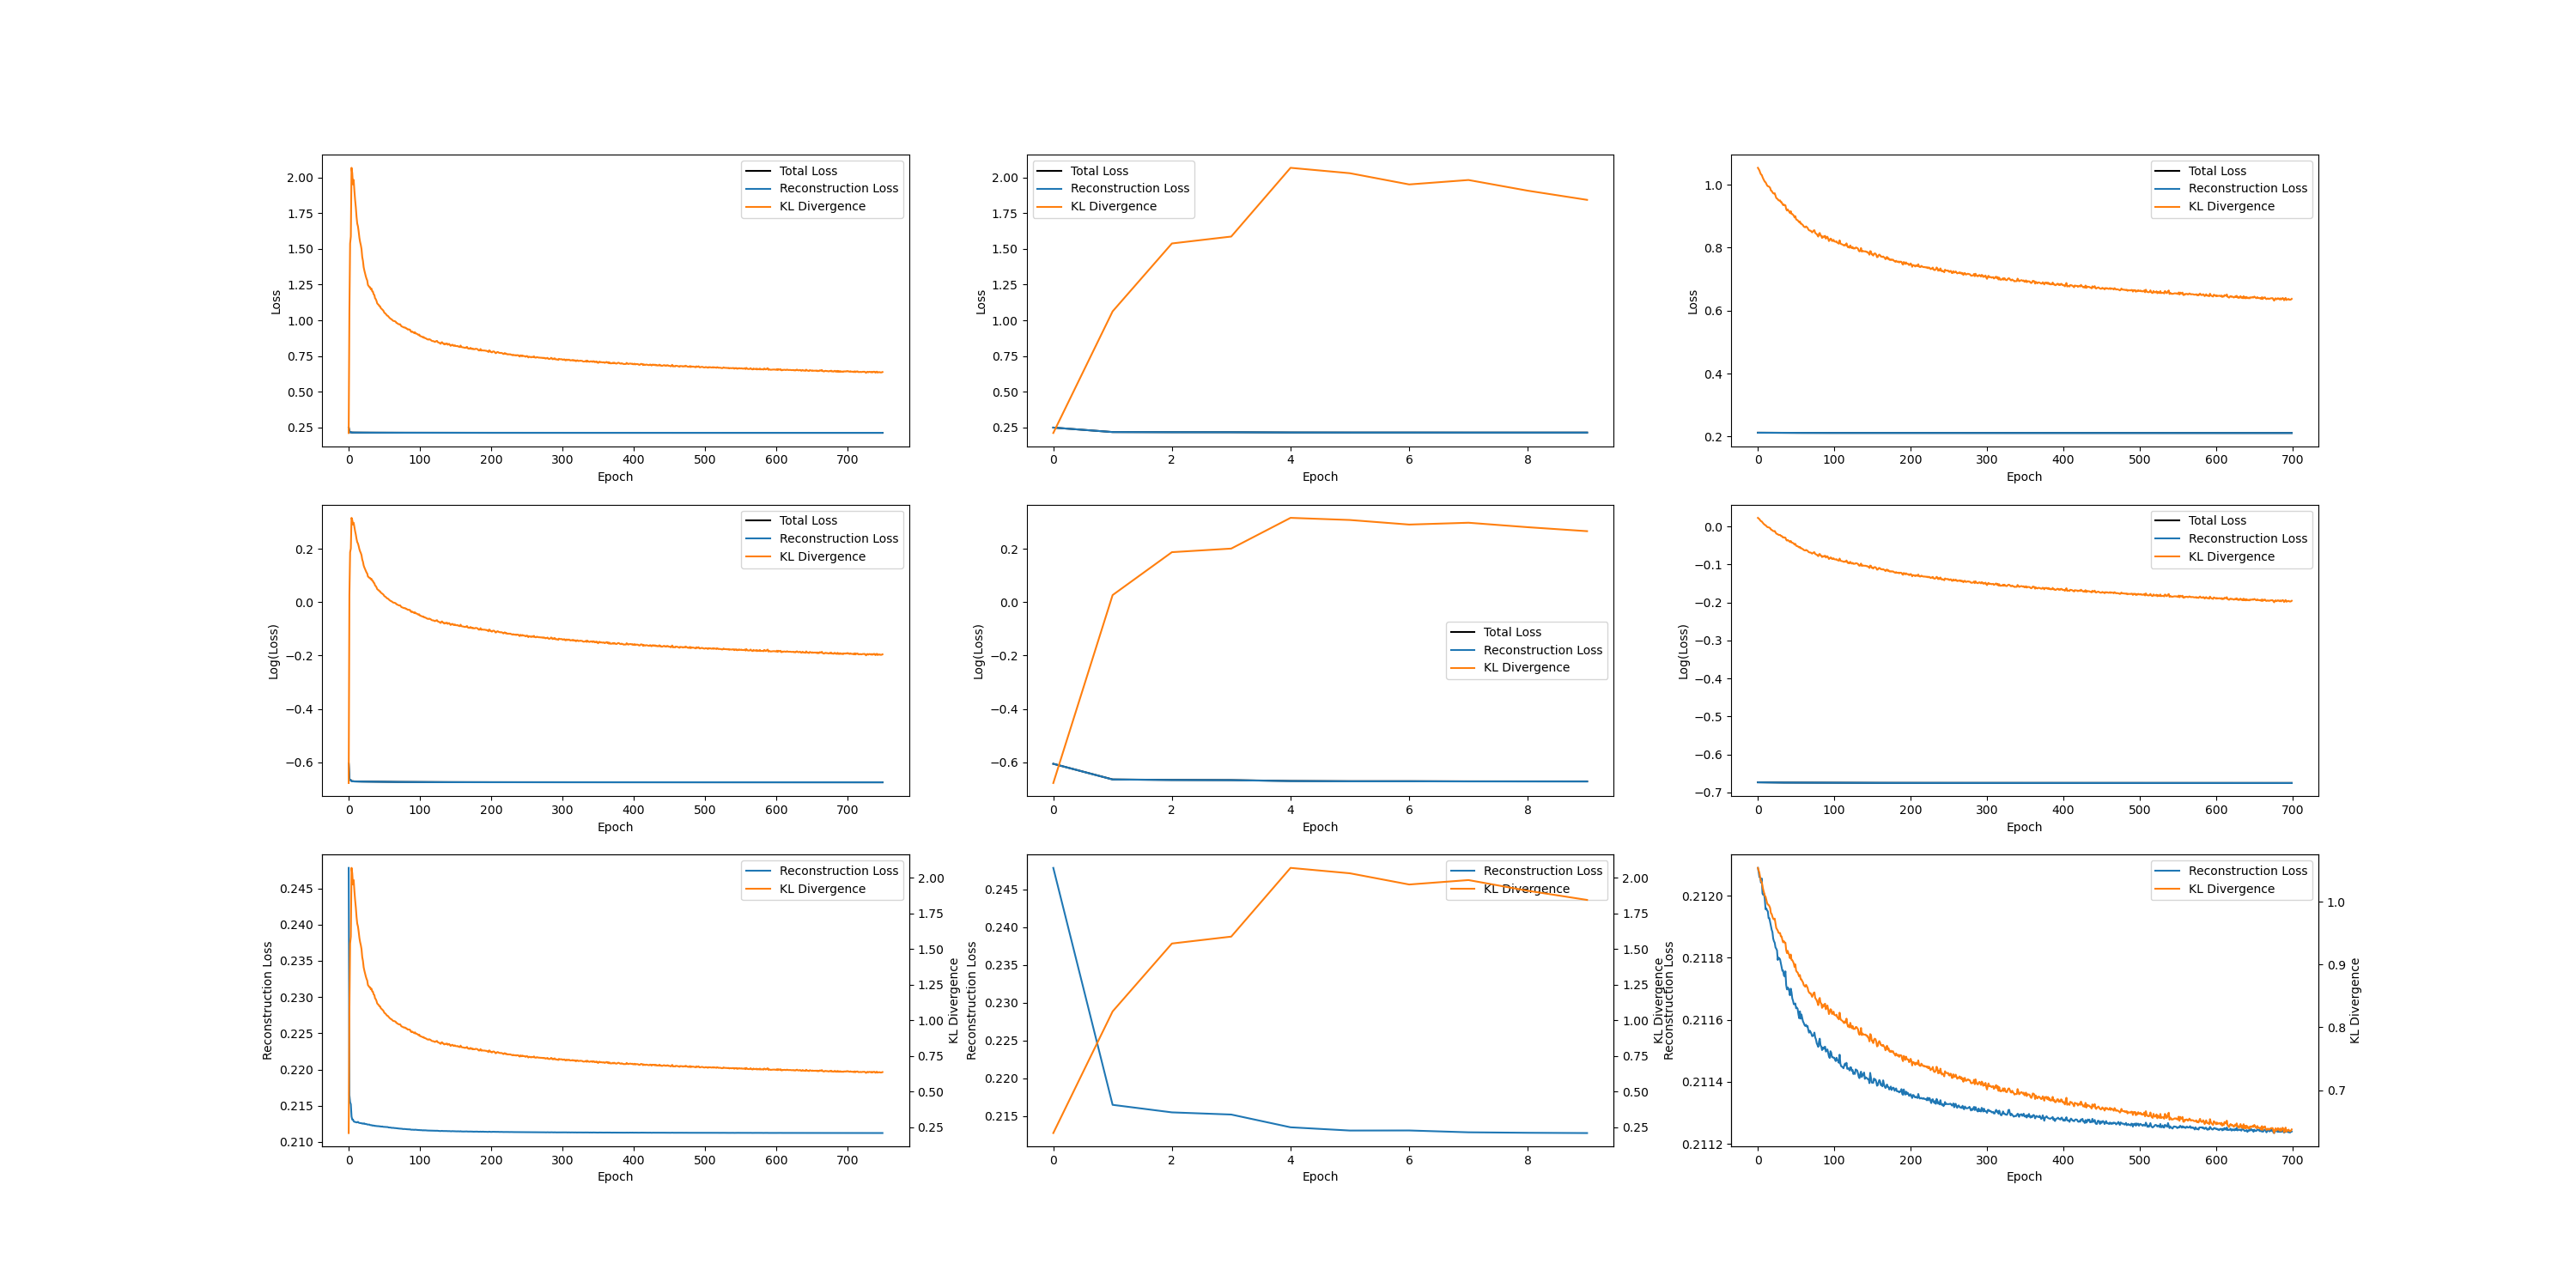 Total Loss
Reconstruction Loss
KL Divergence
2.00
1.75
1.50
1.25
1.00
0.75
0.50
0.25
Loss
0 100 200 300 400 500 600 700
Epoch
Total Loss
Reconstruction Loss
KL Divergence
2.00
1.75
1.50
1.25
1.00
0.75
0.50
0.25
Loss
0 2 4 6 8
Epoch
Total Loss
Reconstruction Loss
KL Divergence
1.0
0.8
0.6
0.4
0.2
Loss
0 100 200 300 400 500 600 700
Epoch
Total Loss
Reconstruction Loss
KL Divergence
0.2
0.0
−0.2
−0.4
−0.6
Log(Loss)
0 100 200 300 400 500 600 700
Epoch
Total Loss
Reconstruction Loss
KL Divergence
0.2
0.0
−0.2
−0.4
−0.6
Log(Loss)
0 2 4 6 8
Epoch
Total Loss
Reconstruction Loss
KL Divergence
0.0
−0.1
−0.2
−0.3
−0.4
−0.5
−0.6
−0.7
Log(Loss)
0 100 200 300 400 500 600 700
Epoch
Reconstruction Loss
KL Divergence
0.245
0.240
0.235
0.230
0.225
0.220
0.215
0.210
Reconstruction Loss
2.00
1.75
1.50
1.25
1.00
0.75
0.50
0.25
KL Divergence
0 100 200 300 400 500 600 700
Epoch
Reconstruction Loss
KL Divergence
0.245
0.240
0.235
0.230
0.225
0.220
0.215
Reconstruction Loss
2.00
1.75
1.50
1.25
1.00
0.75
0.50
0.25
KL Divergence
0 2 4 6 8
Epoch
Reconstruction Loss
KL Divergence
0.2120
0.2118
0.2116
0.2114
0.2112
Reconstruction Loss
1.0
0.9
0.8
0.7
KL Divergence
0 100 200 300 400 500 600 700
Epoch